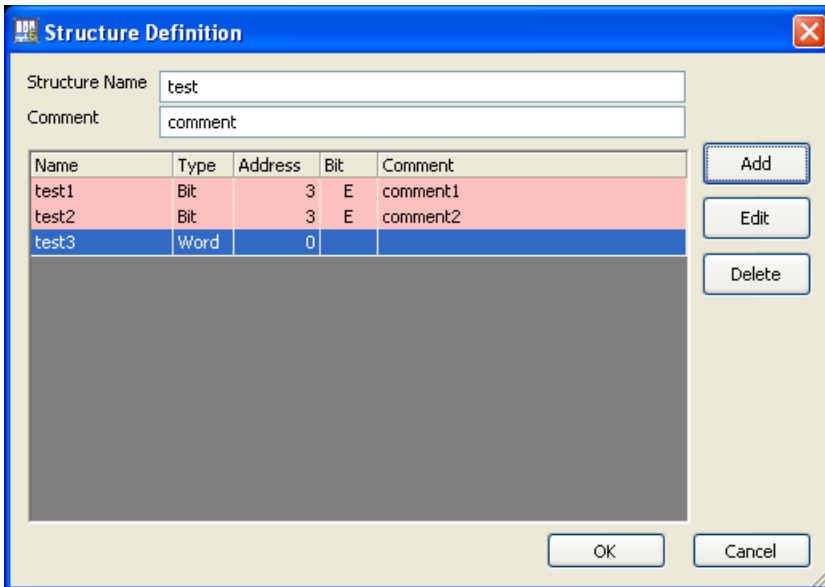 Structure Definition
Structure Name test
Comment comment
Name Type Address Bit Comment
test1 Bit 3 E comment1
test2 Bit 3 E comment2
test3 Word 0
Add
Edit
Delete
OK Cancel